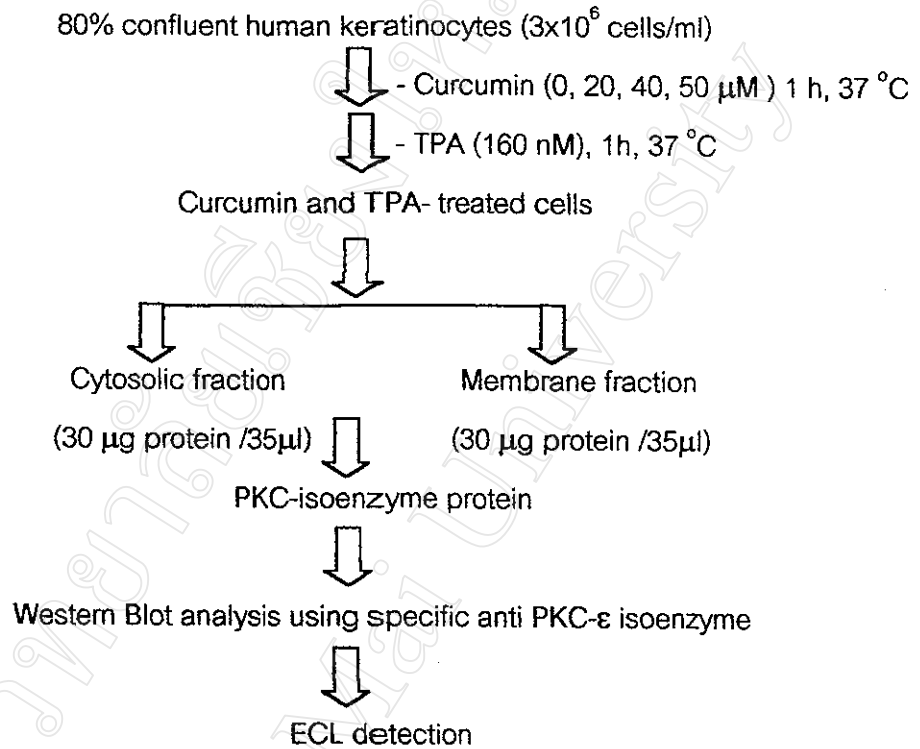 80% confluent human keratinocytes (3x10⁶ cells/ml)
- Curcumin (0, 20, 40, 50 µM ) 1 h, 37 °C
- TPA (160 nM), 1h, 37 °C
Curcumin and TPA- treated cells
Cytosolic fraction
Membrane fraction
(30 µg protein /35µl)
(30 µg protein /35µl)
PKC-isoenzyme protein
Western Blot analysis using specific anti PKC-ε isoenzyme
ECL detection
Mai University